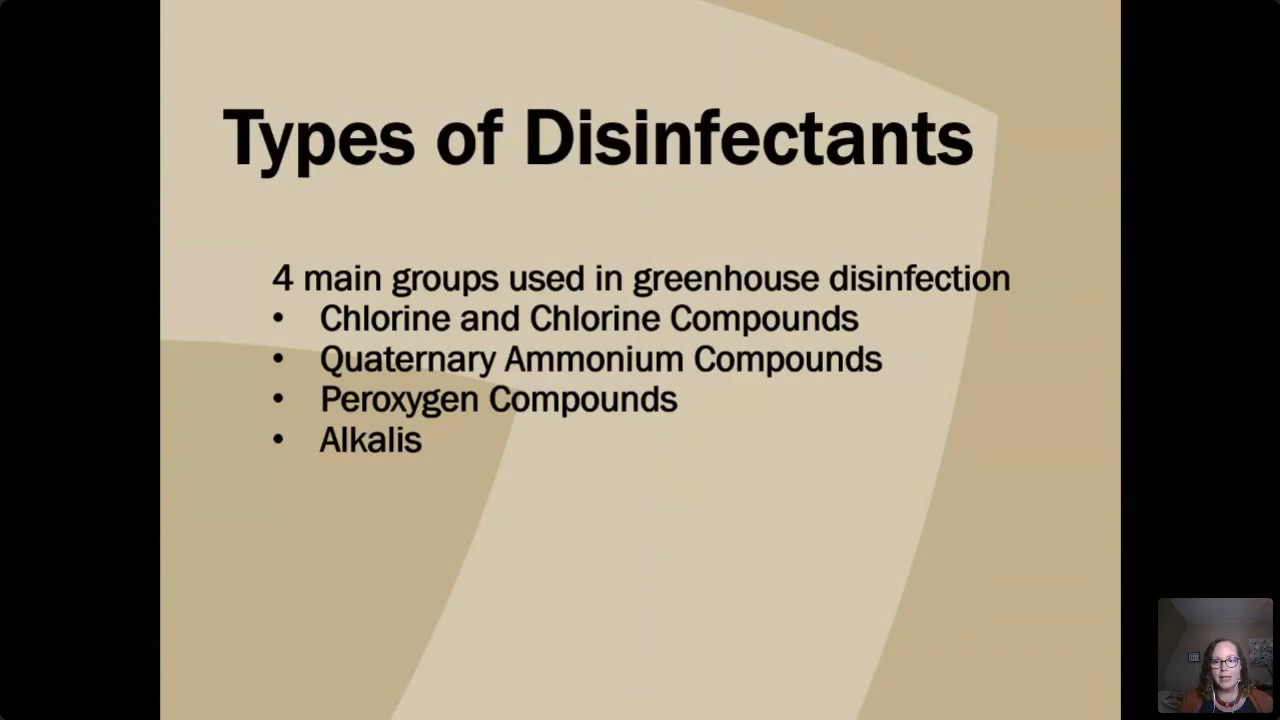 Types of Disinfectants
4 main groups used in greenhouse disinfection
• Chlorine and Chlorine Compounds
• Quaternary Ammonium Compounds
• Peroxygen Compounds
• Alkalis